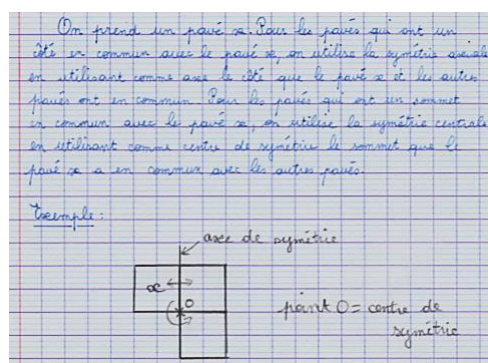 On prend un pavé x. Pour les pavés qui ont un
côté en commun avec le pavé x, on utilise la symétrie axiale
en utilisant comme axe le côté que le pavé x et les autres
pavés ont en commun. Pour les pavés qui ont un sommet
en commun avec le pavé x, on utilise la symétrie centrale
en utilisant comme centre de symétrie le sommet que le
pavé x a en commun avec les autres pavés.
Exemple :
axe de symétrie
x
O
point O = centre de
symétrie